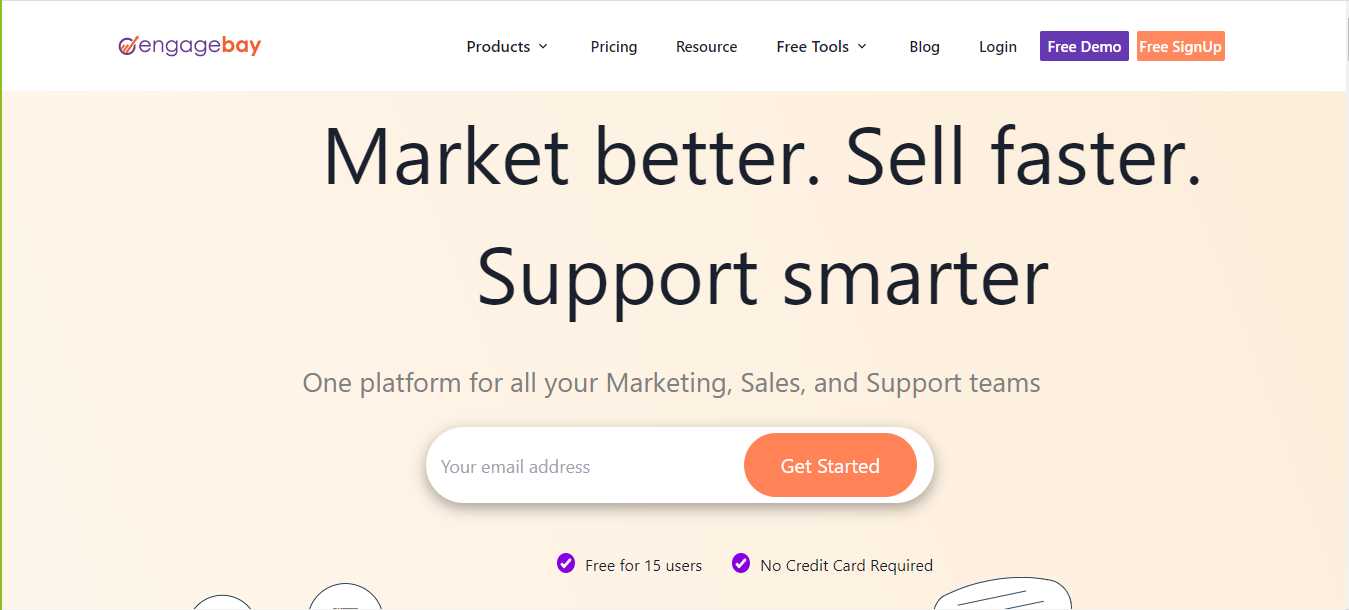 engagebay
Products
Pricing
Resource
Free Tools
Blog
Login
Free Demo
Free SignUp
Market better. Sell faster.
Support smarter
One platform for all your Marketing, Sales, and Support teams
Your email address
Get Started
Free for 15 users
No Credit Card Required